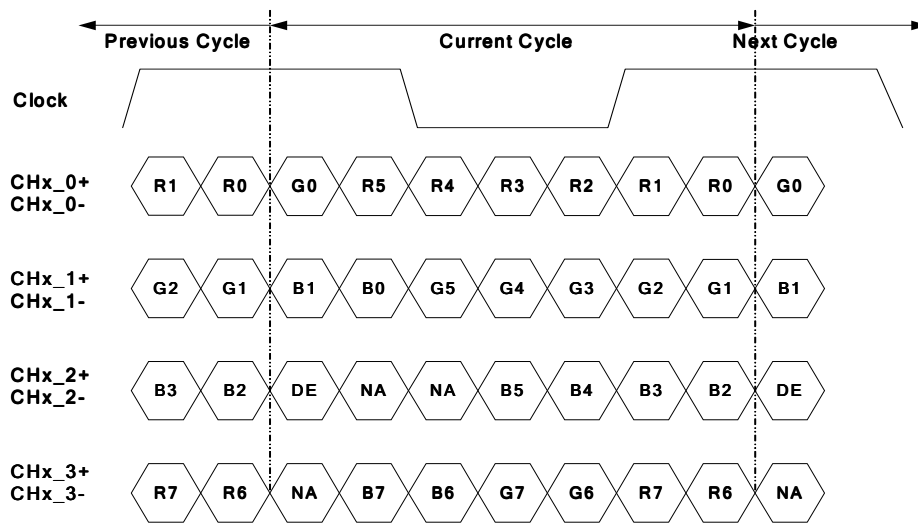 Previous Cycle Current Cycle Next Cycle
Clock
CHx_0+
CHx_0-
R1 R0 G0 R5 R4 R3 R2 R1 R0 G0
CHx_1+
CHx_1-
G2 G1 B1 B0 G5 G4 G3 G2 G1 B1
CHx_2+
CHx_2-
B3 B2 DE NA NA B5 B4 B3 B2 DE
CHx_3+
CHx_3-
R7 R6 NA B7 B6 G7 G6 R7 R6 NA